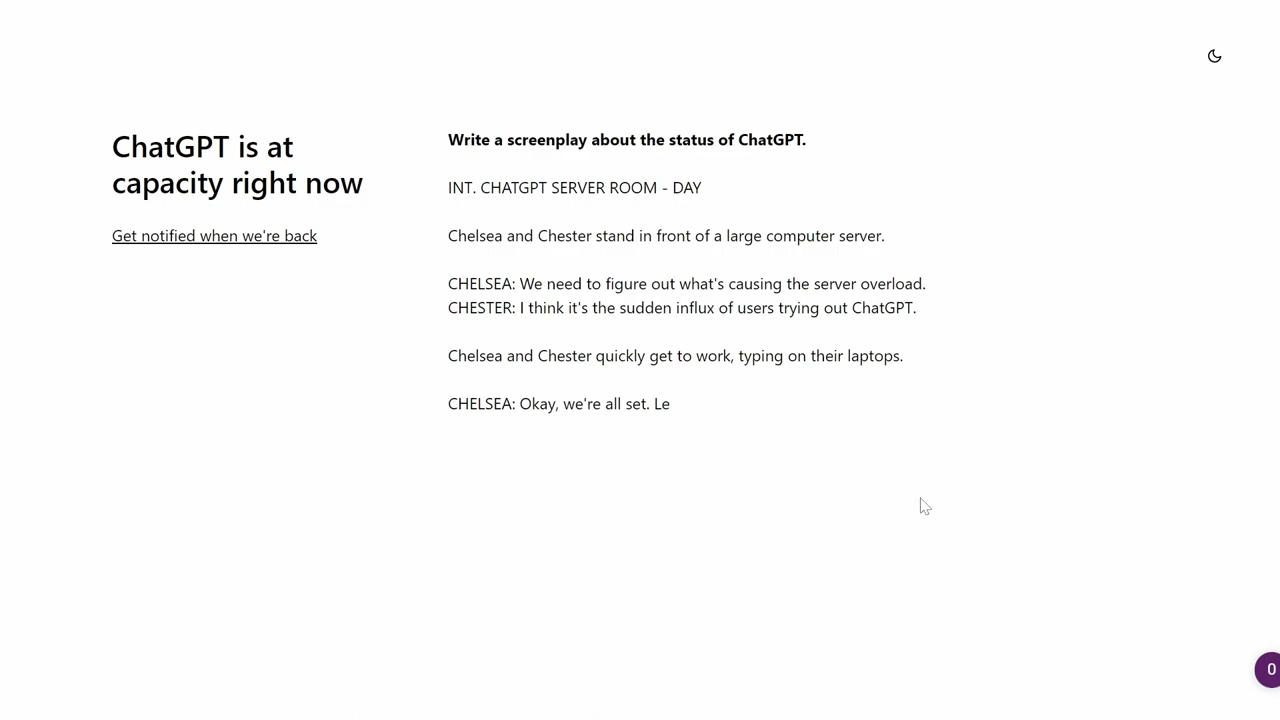 ChatGPT is at
capacity right now
Get notified when we're back
Write a screenplay about the status of ChatGPT.
INT. CHATGPT SERVER ROOM - DAY
Chelsea and Chester stand in front of a large computer server.
CHELSEA: We need to figure out what's causing the server overload.
CHESTER: I think it's the sudden influx of users trying out ChatGPT.
Chelsea and Chester quickly get to work, typing on their laptops.
CHELSEA: Okay, we're all set. Le
0